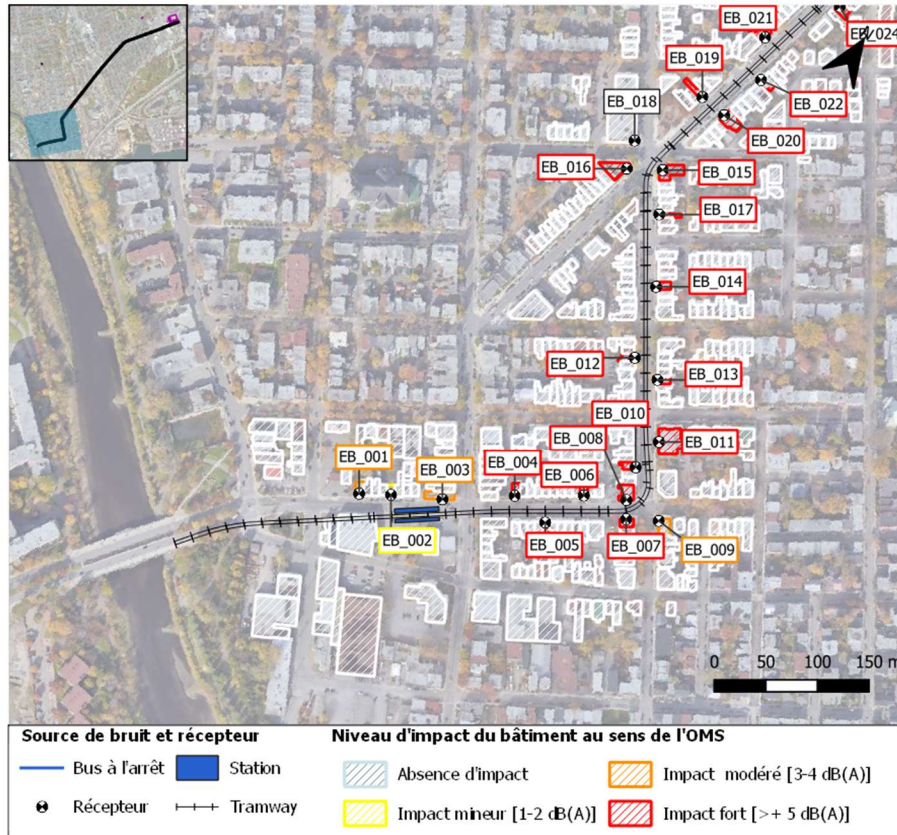 EB_021
EB_024
EB_019
EB_018
EB_022
EB_020
EB_016
EB_015
EB_017
EB_014
EB_012
EB_013
EB_010
EB_008
EB_011
EB_001
EB_003
EB_004
EB_006
EB_002
EB_005
EB_007
EB_009
0 50 100 150 m
Source de bruit et récepteur
Bus à l'arrêt
Station
Récepteur
Tramway
Niveau d'impact du bâtiment au sens de l'OMS
Absence d'impact
Impact modéré [3-4 dB(A)]
Impact mineur [1-2 dB(A)]
Impact fort [>+ 5 dB(A)]